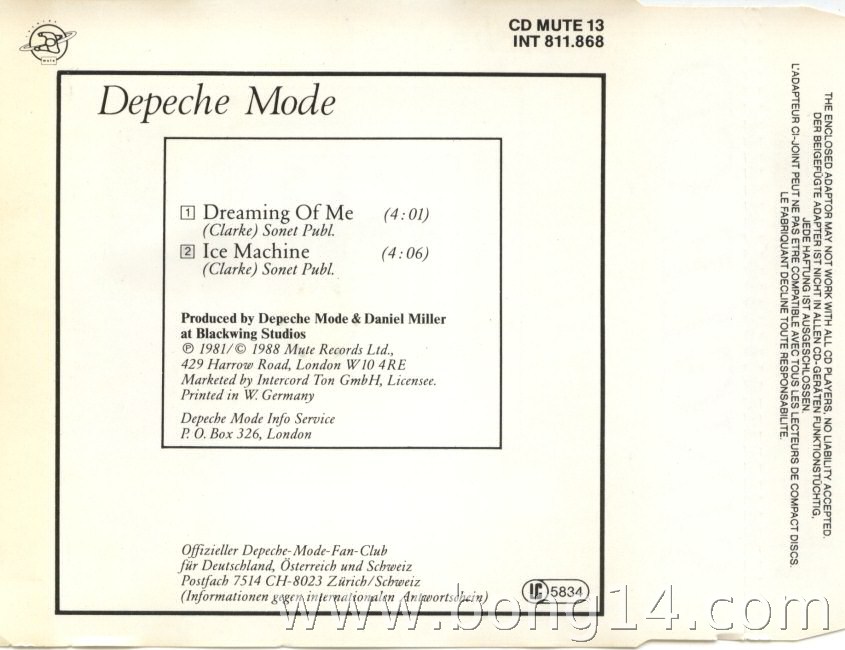 CD MUTE 13
INT 811.868
Depeche Mode
1 Dreaming Of Me (4:01)
(Clarke) Sonet Publ.
2 Ice Machine (4:06)
(Clarke) Sonet Publ.
Produced by Depeche Mode & Daniel Miller
at Blackwing Studios
℗ 1981/© 1988 Mute Records Ltd.,
429 Harrow Road, London W10 4RE
Marketed by Intercord Ton GmbH, Licensee.
Printed in W. Germany
Depeche Mode Info Service
P. O. Box 326, London
Offizieller Depeche-Mode-Fan-Club
für Deutschland, Österreich und Schweiz
Postfach 7514 CH-8023 Zürich/Schweiz
(Informationen gegen internationalen Antwortschein)
LC 5834
THE ENCLOSED ADAPTOR MAY NOT WORK WITH ALL CD PLAYERS. NO LIABILITY ACCEPTED.
DER BEIGEFÜGTE ADAPTER IST NICHT IN ALLEN CD-GERÄTEN FUNKTIONSTÜCHTIG,
JEDE HAFTUNG IST AUSGESCHLOSSEN.
L'ADAPTEUR CI-JOINT PEUT NE PAS ETRE COMPATIBLE AVEC TOUS LES LECTEURS DE COMPACT DISCS.
LE FABRIQUANT DECLINE TOUTE RESPONSABILITE.
www.bong14.com